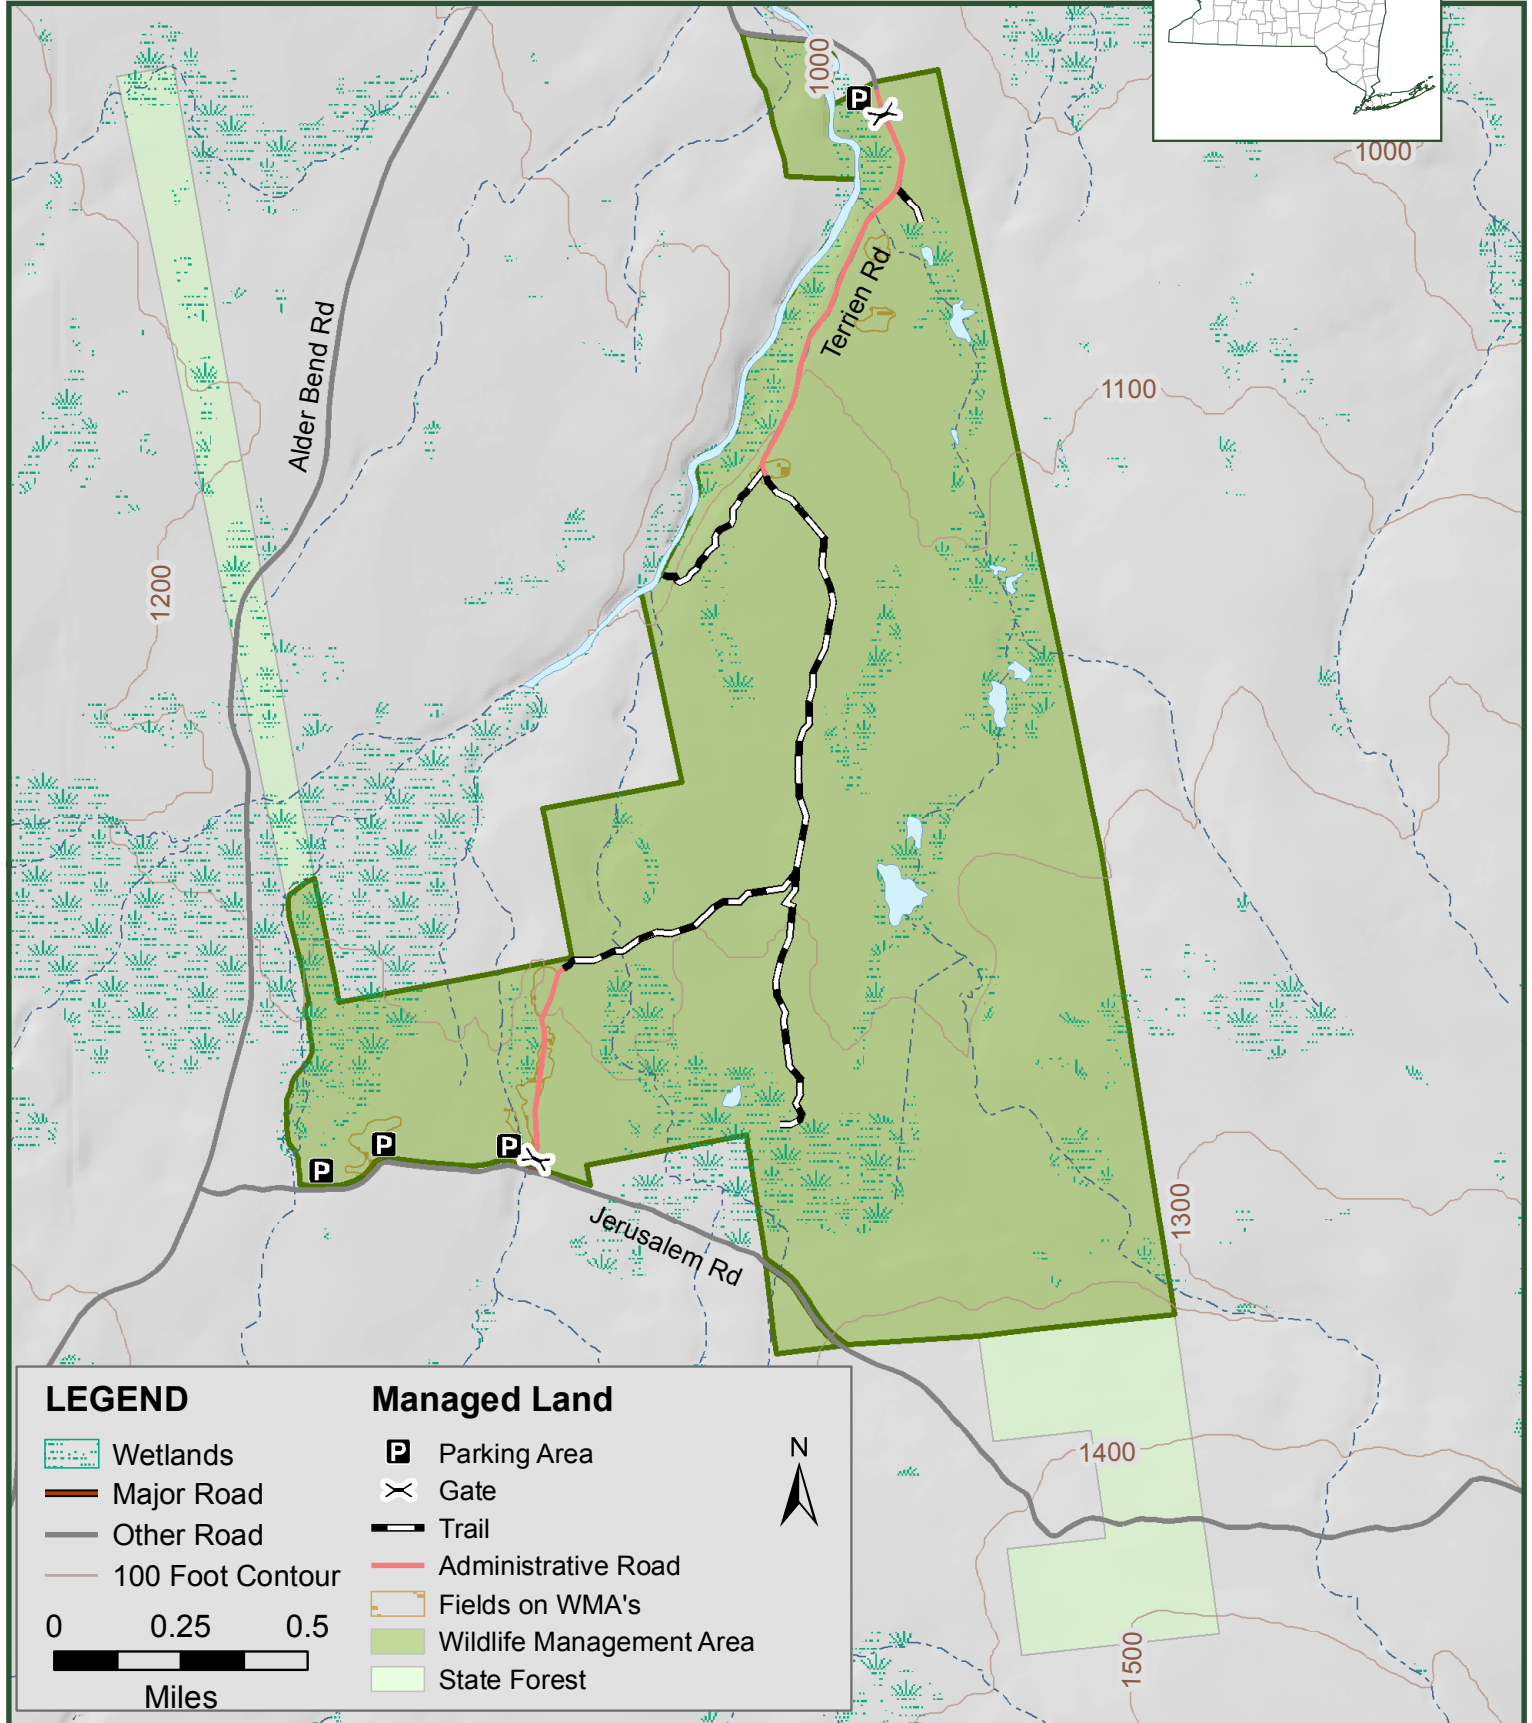 1000
P
1000
Terrien Rd
Alder Bend Rd
1100
1200
P
P
P
Jerusalem Rd
1300
1400
1500
LEGEND
Wetlands
Major Road
Other Road
100 Foot Contour
0 0.25 0.5
Miles
Managed Land
P Parking Area
Gate
Trail
Administrative Road
Fields on WMA's
Wildlife Management Area
State Forest
N